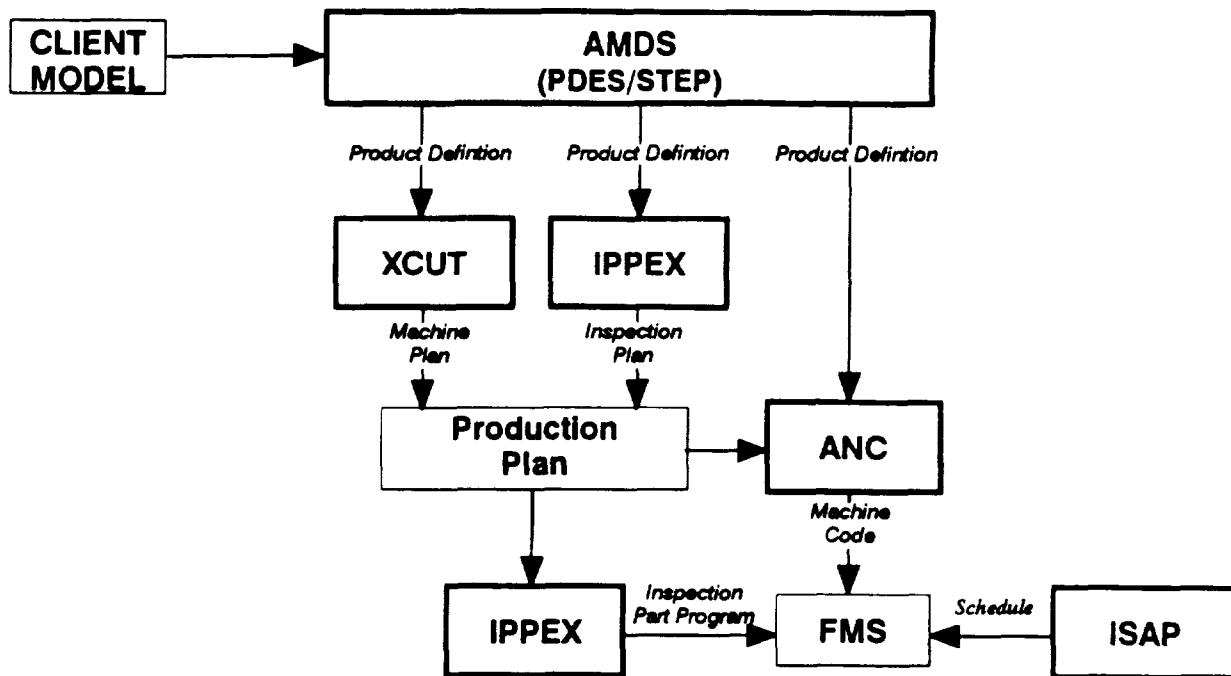 CLIENT
MODEL
AMDS
(PDES/STEP)
Product Defintion
Product Defintion
Product Defintion
XCUT
IPPEX
Machine
Plan
Inspection
Plan
Production
Plan
ANC
Machine
Code
IPPEX
Inspection
Part Program
FMS
Schedule
ISAP